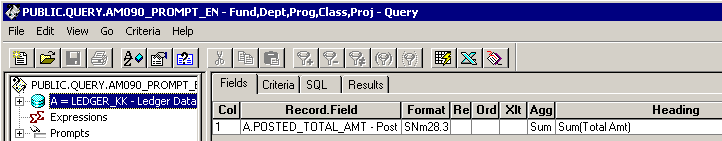 PUBLIC.QUERY.AM090_PROMPT_EN - Fund,Dept,Prog,Class,Proj - Query
File Edit View Go Criteria Help
PUBLIC.QUERY.AM090_PROMPT_E
A = LEDGER_KK - Ledger Data
Expressions
Prompts
Fields Criteria SQL Results
Col Record.Field Format Re Ord Xlt Agg Heading
1 A.POSTED_TOTAL_AMT - Post SNm28.3 Sum Sum(Total Amt)